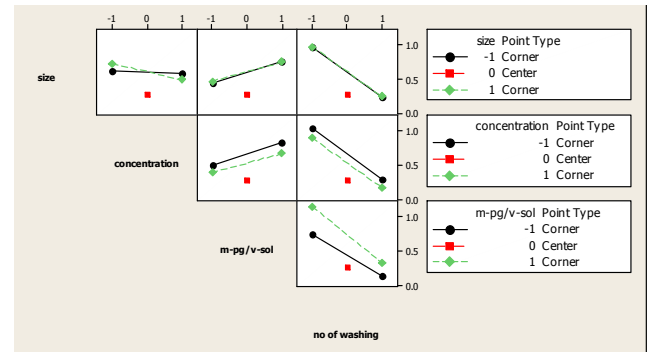 -1 0 1 -1 0 1 -1 0 1
size
1.0
0.5
0.0
size Point Type
-1 Corner
0 Center
1 Corner
concentration
1.0
0.5
0.0
concentration Point Type
-1 Corner
0 Center
1 Corner
m-pg/v-sol
1.0
0.5
0.0
m-pg/v-sol Point Type
-1 Corner
0 Center
1 Corner
no of washing